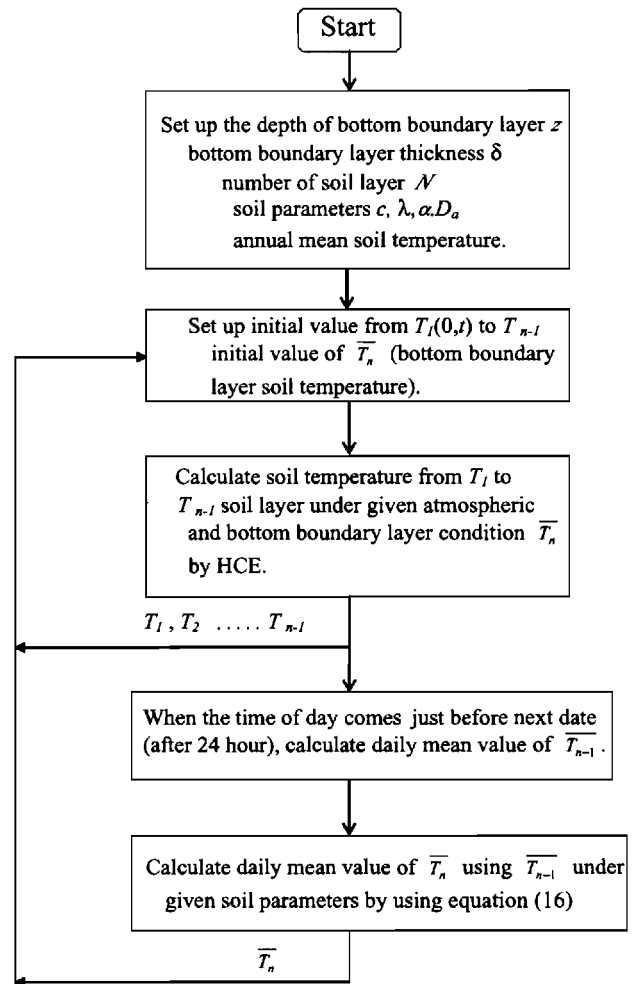 Start
Set up the depth of bottom boundary layer z
bottom boundary layer thickness δ
number of soil layer N
soil parameters c, λ, α.Dₐ
annual mean soil temperature.
Set up initial value from T₁(0,t) to Tₙ₋₁
initial value of T̅ₙ (bottom boundary
layer soil temperature).
Calculate soil temperature from T₁ to
Tₙ₋₁ soil layer under given atmospheric
and bottom boundary layer condition T̅ₙ
by HCE.
T₁ , T₂ ..... Tₙ₋₁
When the time of day comes just before next date
(after 24 hour), calculate daily mean value of T̅ₙ₋₁ .
Calculate daily mean value of T̅ₙ using T̅ₙ₋₁ under
given soil parameters by using equation (16)
T̅ₙ